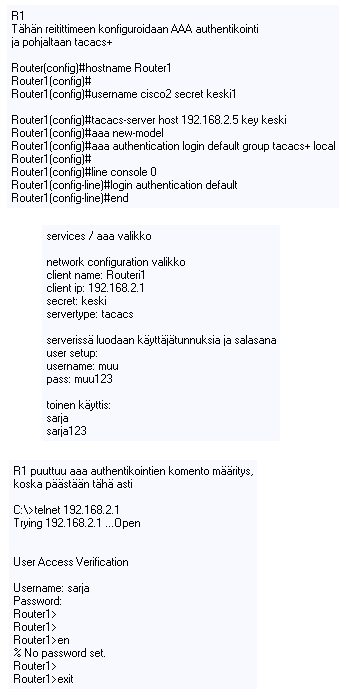 R1
Tähän reitittimeen konfiguroidaan AAA authentikointi
ja pohjaltaan tacacs+
Router(config)#hostname Router1
Router1(config)#
Router1(config)#username cisco2 secret keski1
Router1(config)#tacacs-server host 192.168.2.5 key keski
Router1(config)#aaa new-model
Router1(config)#aaa authentication login default group tacacs+ local
Router1(config)#
Router1(config)#line console 0
Router1(config-line)#login authentication default
Router1(config-line)#end
services / aaa valikko
network configuration valikko
client name: Routeri1
client ip: 192.168.2.1
secret: keski
servertype: tacacs
serverissä luodaan käyttäjätunnuksia ja salasana
user setup:
username: muu
pass: muu123
toinen käyttis:
sarja
sarja123
R1 puuttuu aaa authentikointien komento määritys,
koska päästään tähä asti
C:\>telnet 192.168.2.1
Trying 192.168.2.1 ...Open
User Access Verification
Username: sarja
Password:
Router1>
Router1>
Router1>en
% No password set.
Router1>
Router1>exit